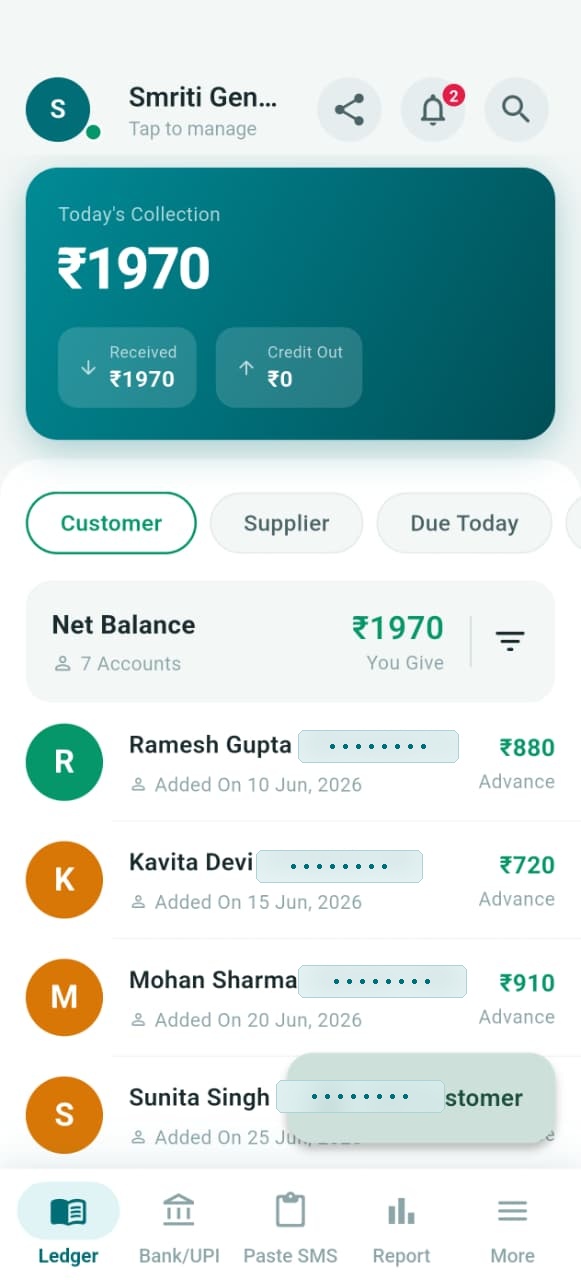 S
Smriti Gen...
Tap to manage
2
Today's Collection
₹1970
Received
₹1970
Credit Out
₹0
Customer
Supplier
Due Today
Net Balance
7 Accounts
₹1970
You Give
R
Ramesh Gupta
Added On 10 Jun, 2026
₹880
Advance
K
Kavita Devi
Added On 15 Jun, 2026
₹720
Advance
M
Mohan Sharma
Added On 20 Jun, 2026
₹910
Advance
S
Sunita Singh
stomer
Added On 25
Ledger
Bank/UPI
Paste SMS
Report
More